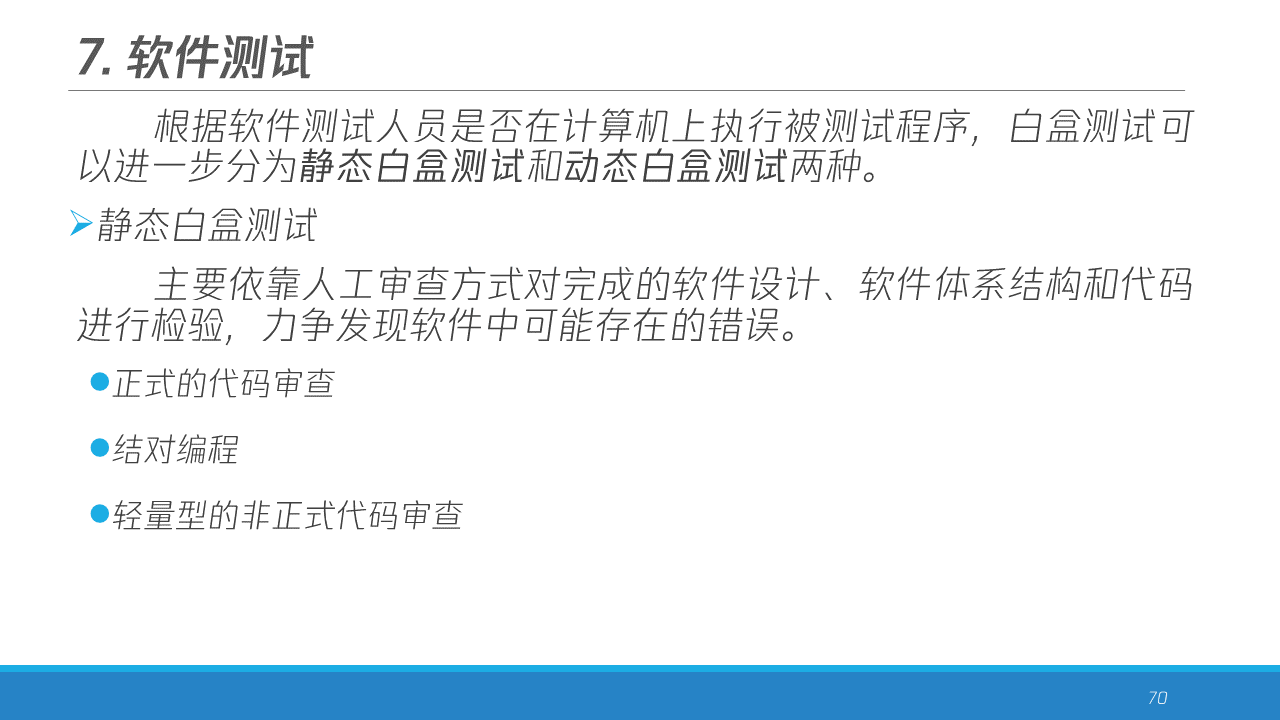 7. 软件测试
根据软件测试人员是否在计算机上执行被测试程序，白盒测试可
以进一步分为静态白盒测试和动态白盒测试两种。
静态白盒测试
主要依靠人工审查方式对完成的软件设计、软件体系结构和代码
进行检验，力争发现软件中可能存在的错误。
正式的代码审查
结对编程
轻量型的非正式代码审查
70